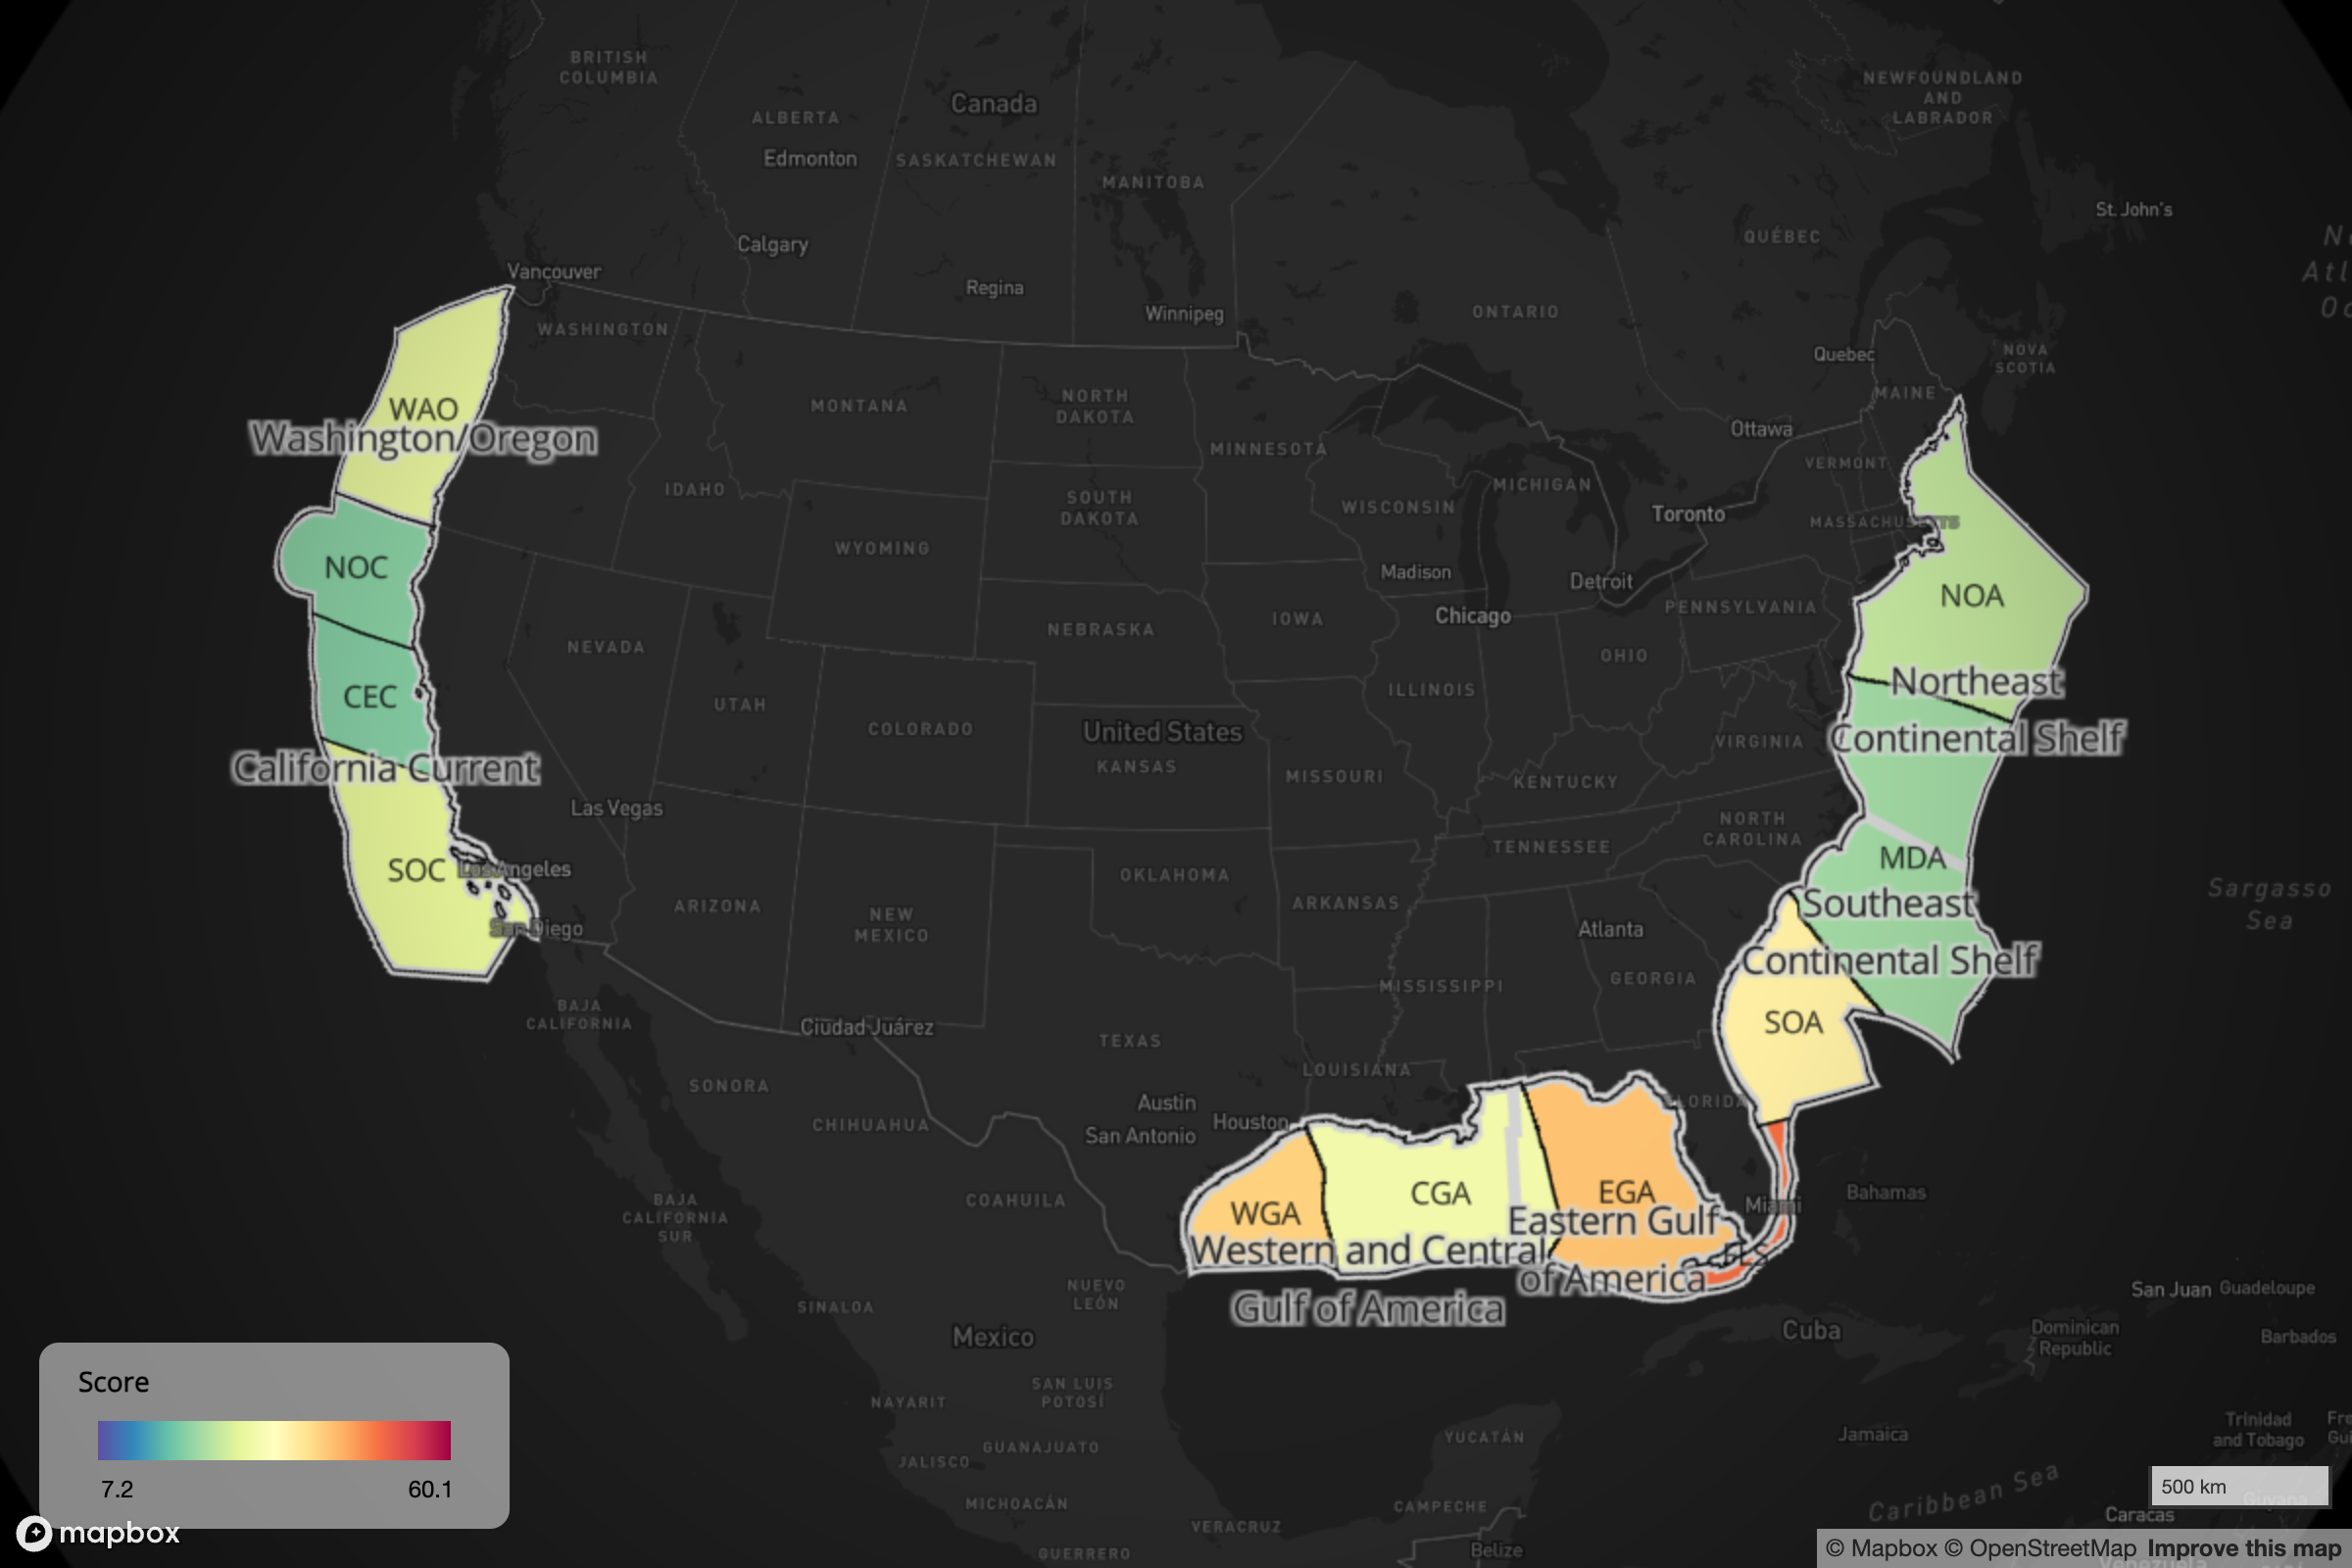 BRITISH
COLUMBIA
ALBERTA
Canada
Edmonton
SASKATCHEWAN
MANITOBA
NEWFOUNDLAND
AND
LABRADOR
St. John's
QUÉBEC
Calgary
Vancouver
Regina
Winnipeg
ONTARIO
WASHINGTON
Quebec
NOVA
SCOTIA
MAINE
MONTANA
NORTH
DAKOTA
MINNESOTA
Ottawa
VERMONT
WAO
Washington/Oregon
IDAHO
SOUTH
DAKOTA
WISCONSIN
MICHIGAN
Toronto
MASSACHUSETTS
NOC
WYOMING
Madison
Detroit
Chicago
IOWA
PENNSYLVANIA
NOA
NEVADA
NEBRASKA
OHIO
CEC
UTAH
COLORADO
ILLINOIS
Northeast
Continental Shelf
United States
KANSAS
MISSOURI
KENTUCKY
VIRGINIA
California Current
Las Vegas
NORTH
CAROLINA
TENNESSEE
MDA
SOC
Los Angeles
San Diego
ARIZONA
NEW
MEXICO
OKLAHOMA
ARKANSAS
Atlanta
Southeast
Continental Shelf
Sargasso
Sea
MISSISSIPPI
GEORGIA
BAJA
CALIFORNIA
Ciudad Juárez
TEXAS
SOA
LOUISIANA
SONORA
CHIHUAHUA
Austin
San Antonio
Houston
FLORIDA
BAJA
CALIFORNIA
SUR
COAHUILA
WGA
CGA
EGA
Miami
Bahamas
Eastern Gulf
of America
FLS
Western and Central
Gulf of America
NUEVO
LEÓN
SINALOA
Mexico
Cuba
San Juan
Guadeloupe
Dominican
Republic
Barbados
SAN LUIS
POTOSÍ
NAYARIT
GUANAJUATO
JALISCO
MICHOACÁN
YUCATÁN
CAMPECHE
VERACRUZ
GUERRERO
Belize
Jamaica
Trinidad
and Tobago
Caribbean Sea
Caracas
Score
7.2
60.1
mapbox
500 km
© Mapbox © OpenStreetMap Improve this map